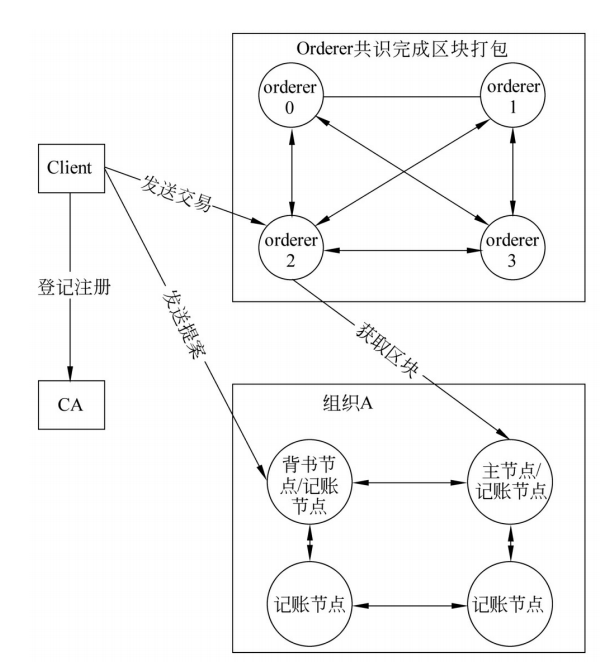 Orderer共识完成区块打包
orderer
0
orderer
1
Client
发送交易
orderer
2
orderer
3
登记注册
发送提案
获取区块
CA
组织A
背书节
点/记账
节点
主节点/
记账节点
记账节点
记账节点